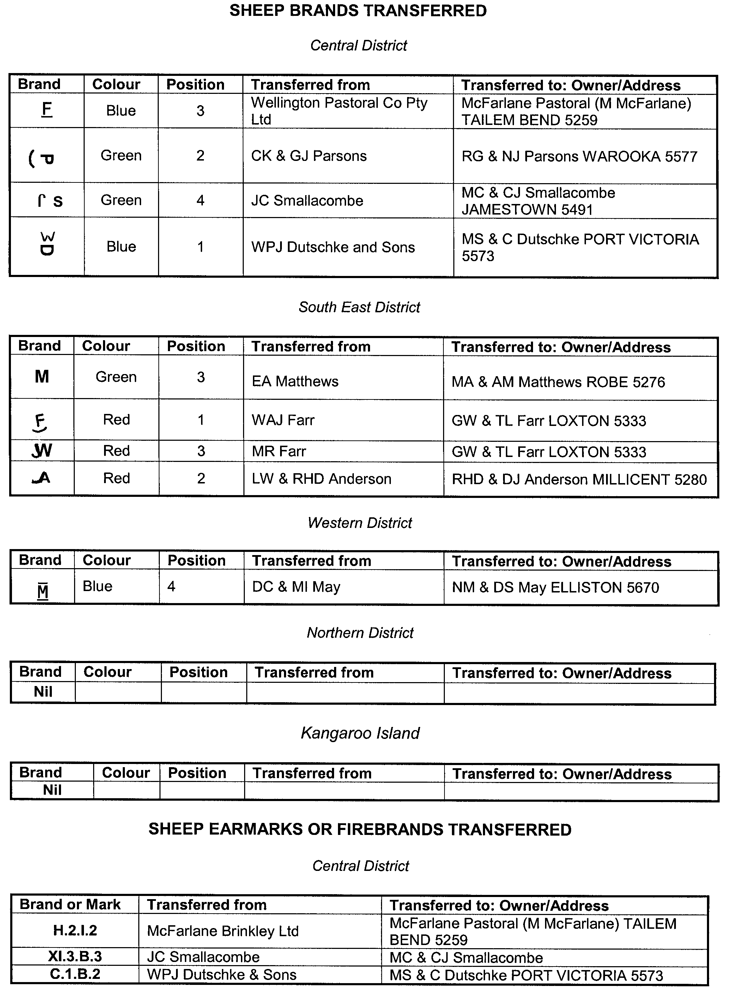 SHEEP BRANDS TRANSFERRED
Central District
Brand Colour Position Transferred from Transferred to: Owner/Address
F Blue 3 Wellington Pastoral Co Pty Ltd McFarlane Pastoral (M McFarlane) TAILEM BEND 5259
( P Green 2 CK & GJ Parsons RG & NJ Parsons WAROOKA 5577
S Green 4 JC Smallacombe MC & CJ Smallacombe JAMESTOWN 5491
W D Blue 1 WPJ Dutschke and Sons MS & C Dutschke PORT VICTORIA 5573
South East District
Brand Colour Position Transferred from Transferred to: Owner/Address
M Green 3 EA Matthews MA & AM Matthews ROBE 5276
F Red 1 WAJ Farr GW & TL Farr LOXTON 5333
JW Red 3 MR Farr GW & TL Farr LOXTON 5333
A Red 2 LW & RHD Anderson RHD & DJ Anderson MILLICENT 5280
Western District
Brand Colour Position Transferred from Transferred to: Owner/Address
M Blue 4 DC & MI May NM & DS May ELLISTON 5670
Northern District
Brand Colour Position Transferred from Transferred to: Owner/Address
Nil
Kangaroo Island
Brand Colour Position Transferred from Transferred to: Owner/Address
Nil
SHEEP EARMARKS OR FIREBRANDS TRANSFERRED
Central District
Brand or Mark Transferred from Transferred to: Owner/Address
H.2.I.2 McFarlane Brinkley Ltd McFarlane Pastoral (M McFarlane) TAILEM BEND 5259
XI.3.B.3 JC Smallacombe MC & CJ Smallacombe
C.1.B.2 WPJ Dutschke & Sons MS & C Dutschke PORT VICTORIA 5573